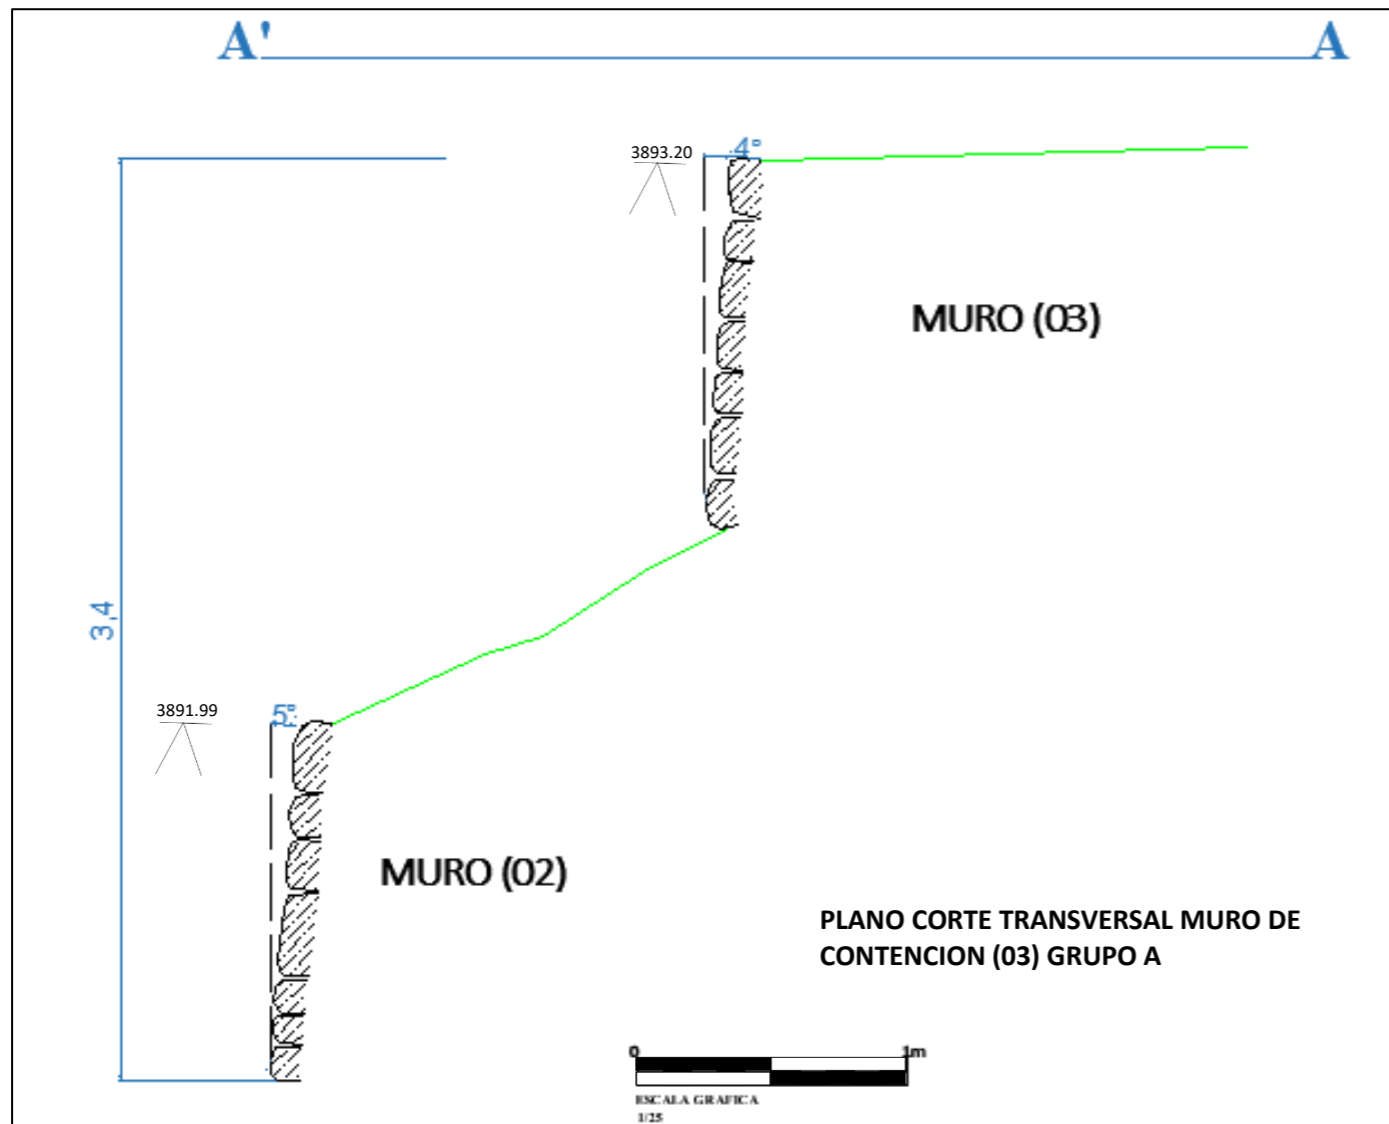 A' A
3893.20 4°
MURO (03)
3,4
3891.99 5°
MURO (02)
PLANO CORTE TRANSVERSAL MURO DE
CONTENCION (03) GRUPO A
0 1m
ESCALA GRAFICA
1/25